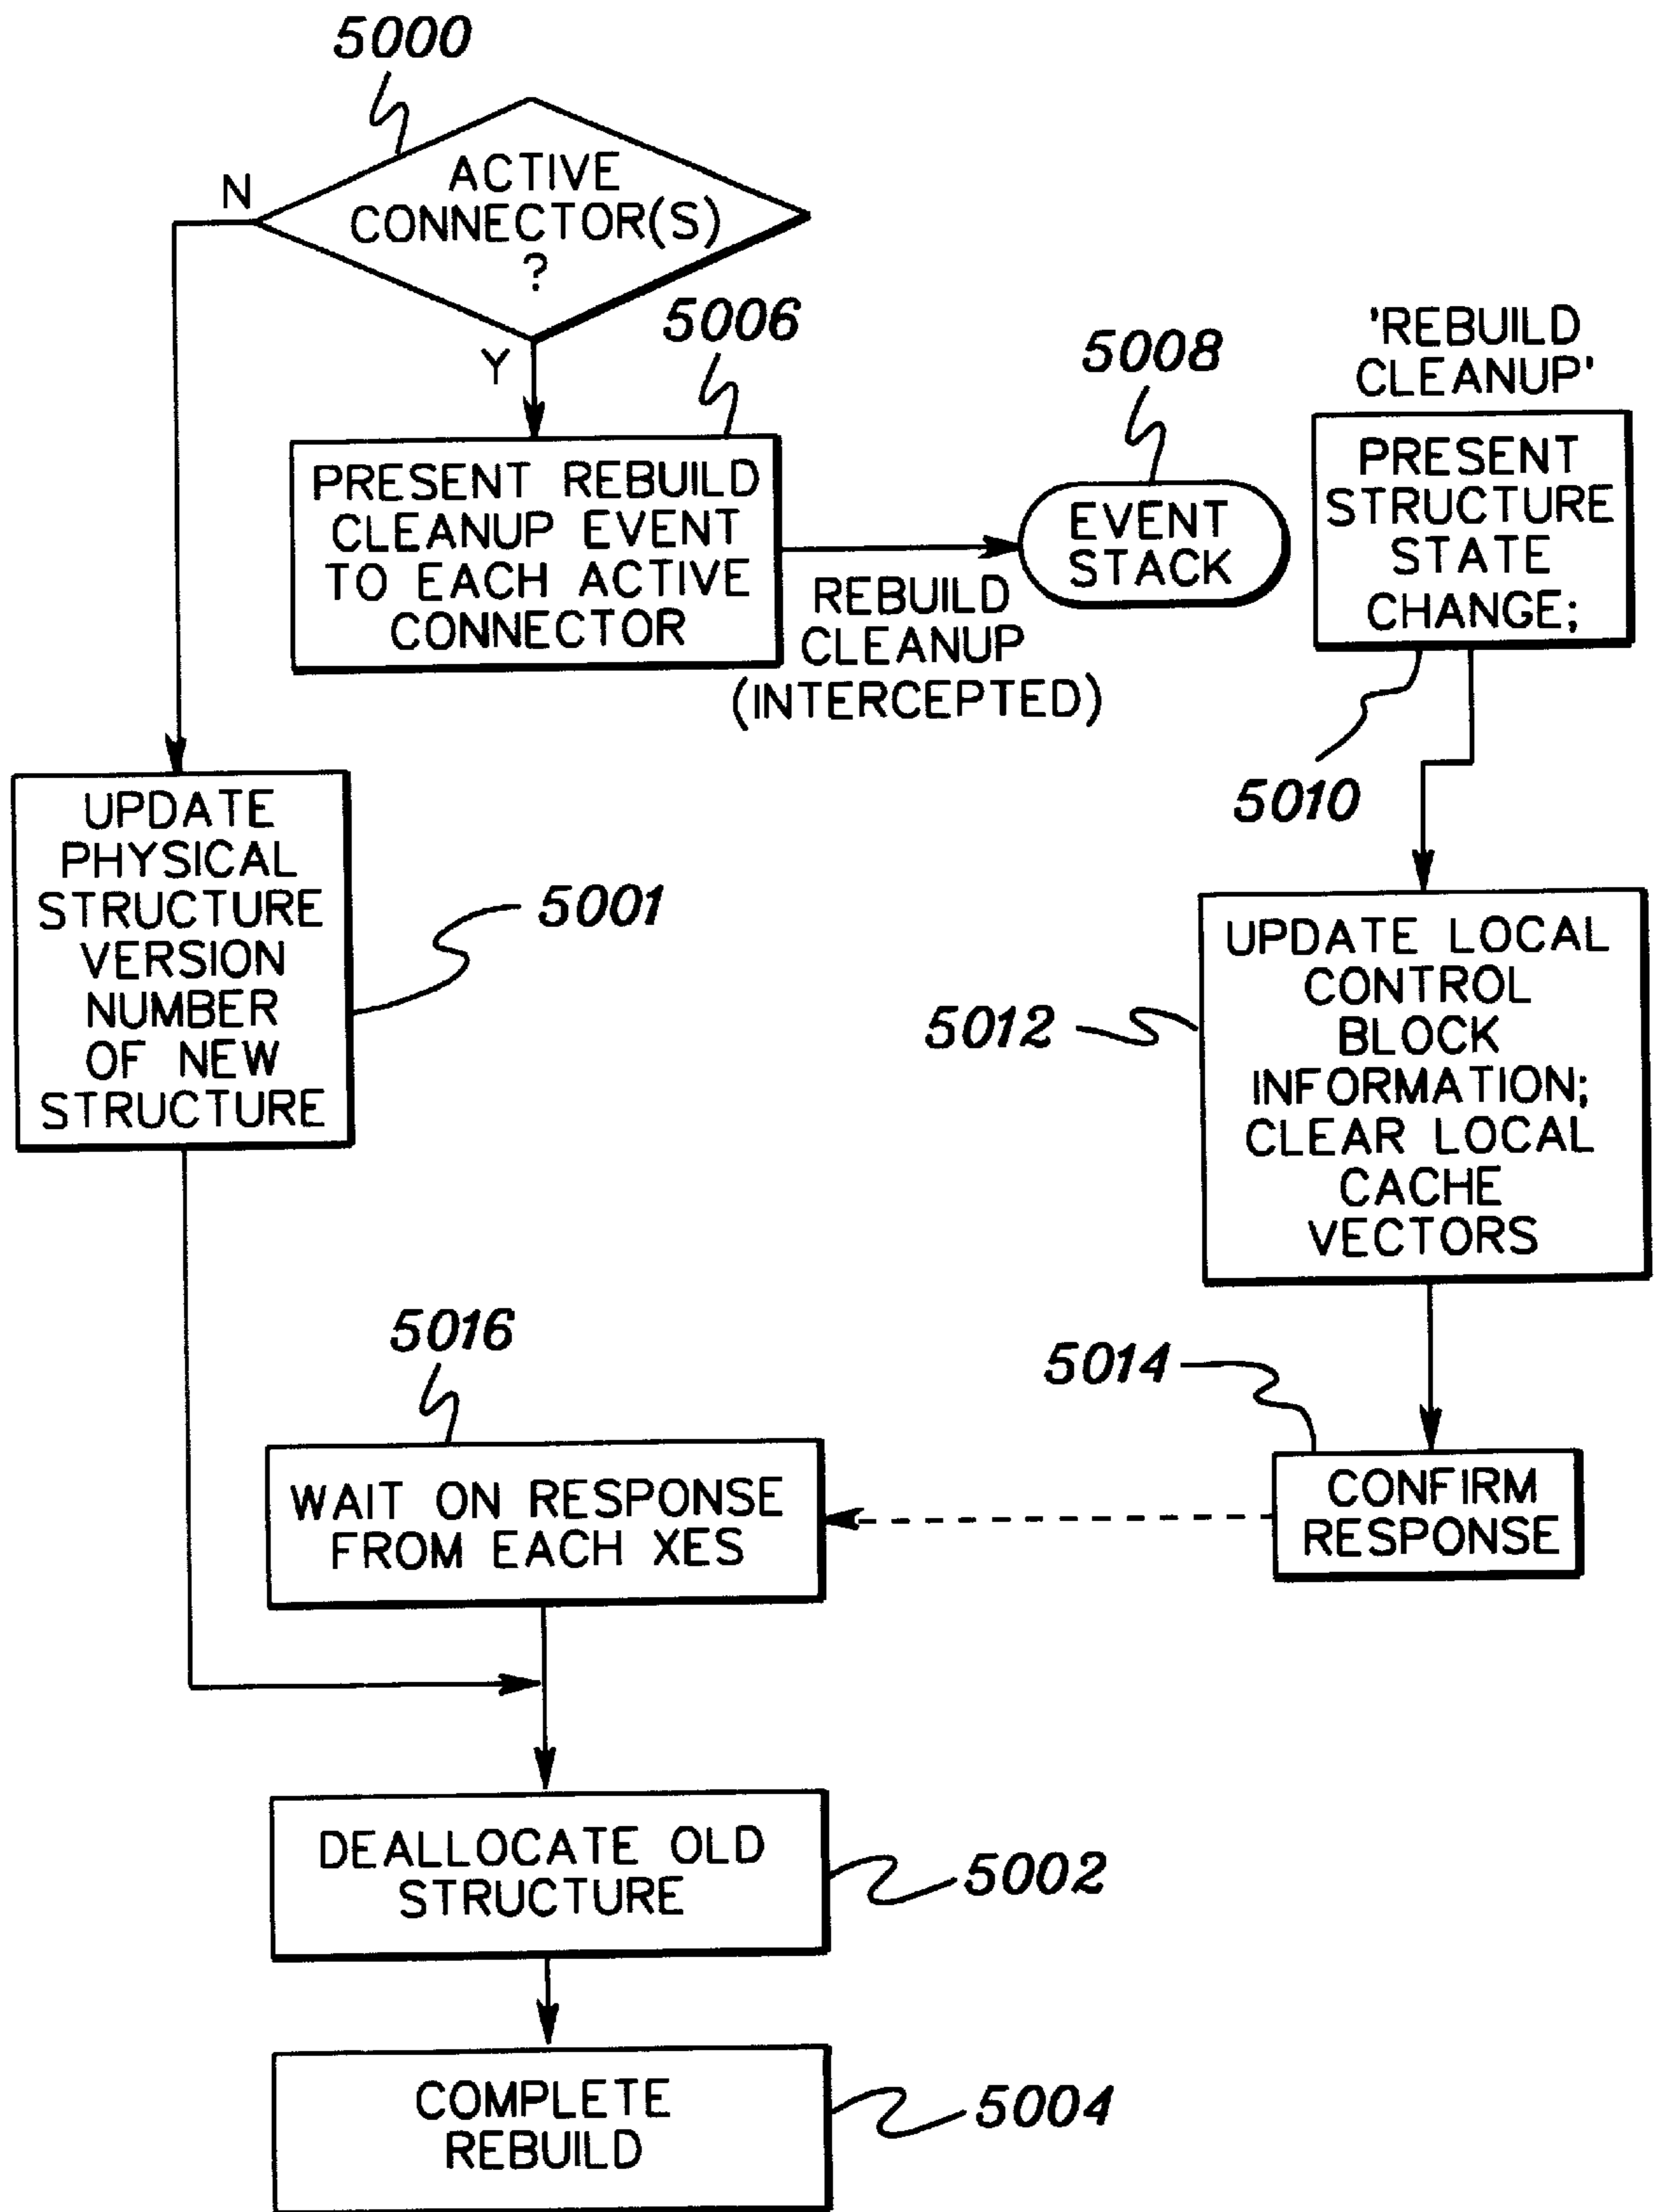 5000
ACTIVE
CONNECTOR(S)
?
N
Y
5006
PRESENT REBUILD
CLEANUP EVENT
TO EACH ACTIVE
CONNECTOR
REBUILD
CLEANUP
(INTERCEPTED)
5008
EVENT
STACK
'REBUILD
CLEANUP'
PRESENT
STRUCTURE
STATE
CHANGE;
5010
UPDATE
PHYSICAL
STRUCTURE
VERSION
NUMBER
OF NEW
STRUCTURE
5001
5012
UPDATE LOCAL
CONTROL
BLOCK
INFORMATION;
CLEAR LOCAL
CACHE
VECTORS
5014
CONFIRM
RESPONSE
5016
WAIT ON RESPONSE
FROM EACH XES
DEALLOCATE OLD
STRUCTURE
5002
COMPLETE
REBUILD
5004